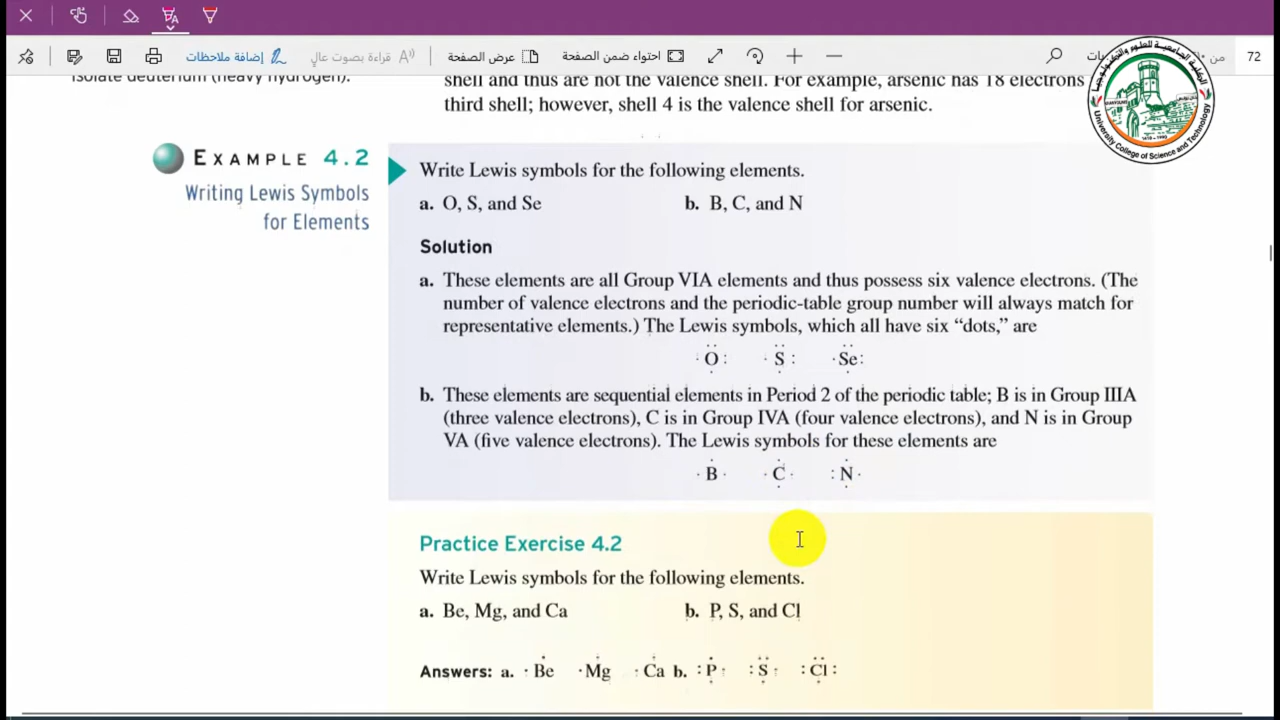 إضافة ملاحظات
قراءة بصوت عالٍ
عرض الصفحة
احتواء ضمن الصفحة
من
72
University College of Science and Technology
isolate deuterium (heavy hydrogen).
shell and thus are not the valence shell. For example, arsenic has 18 electrons
third shell; however, shell 4 is the valence shell for arsenic.
EXAMPLE 4.2
Writing Lewis Symbols
for Elements
Write Lewis symbols for the following elements.
a. O, S, and Se b. B, C, and N
Solution
a. These elements are all Group VIA elements and thus possess six valence electrons. (The
number of valence electrons and the periodic-table group number will always match for
representative elements.) The Lewis symbols, which all have six “dots,” are
O S Se
b. These elements are sequential elements in Period 2 of the periodic table; B is in Group IIIA
(three valence electrons), C is in Group IVA (four valence electrons), and N is in Group
VA (five valence electrons). The Lewis symbols for these elements are
B C N
Practice Exercise 4.2
Write Lewis symbols for the following elements.
a. Be, Mg, and Ca b. P, S, and Cl
Answers: a. Be Mg Ca b. P S Cl